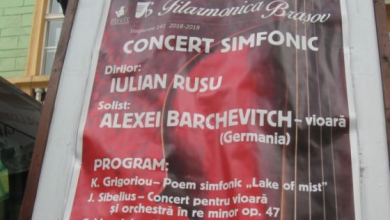 Filarmonica Brașov
Stagiunea 141 2018-2019
CONCERT SIMFONIC
Dirijor:
IULIAN RUSU
Solist:
ALEXEI BARCHEVITCH – vioară
(Germania)
PROGRAM:
K. Grigoriou – Poem simfonic „Lake of mist”
J. Sibelius – Concert pentru vioară
și orchestră în re minor op. 47